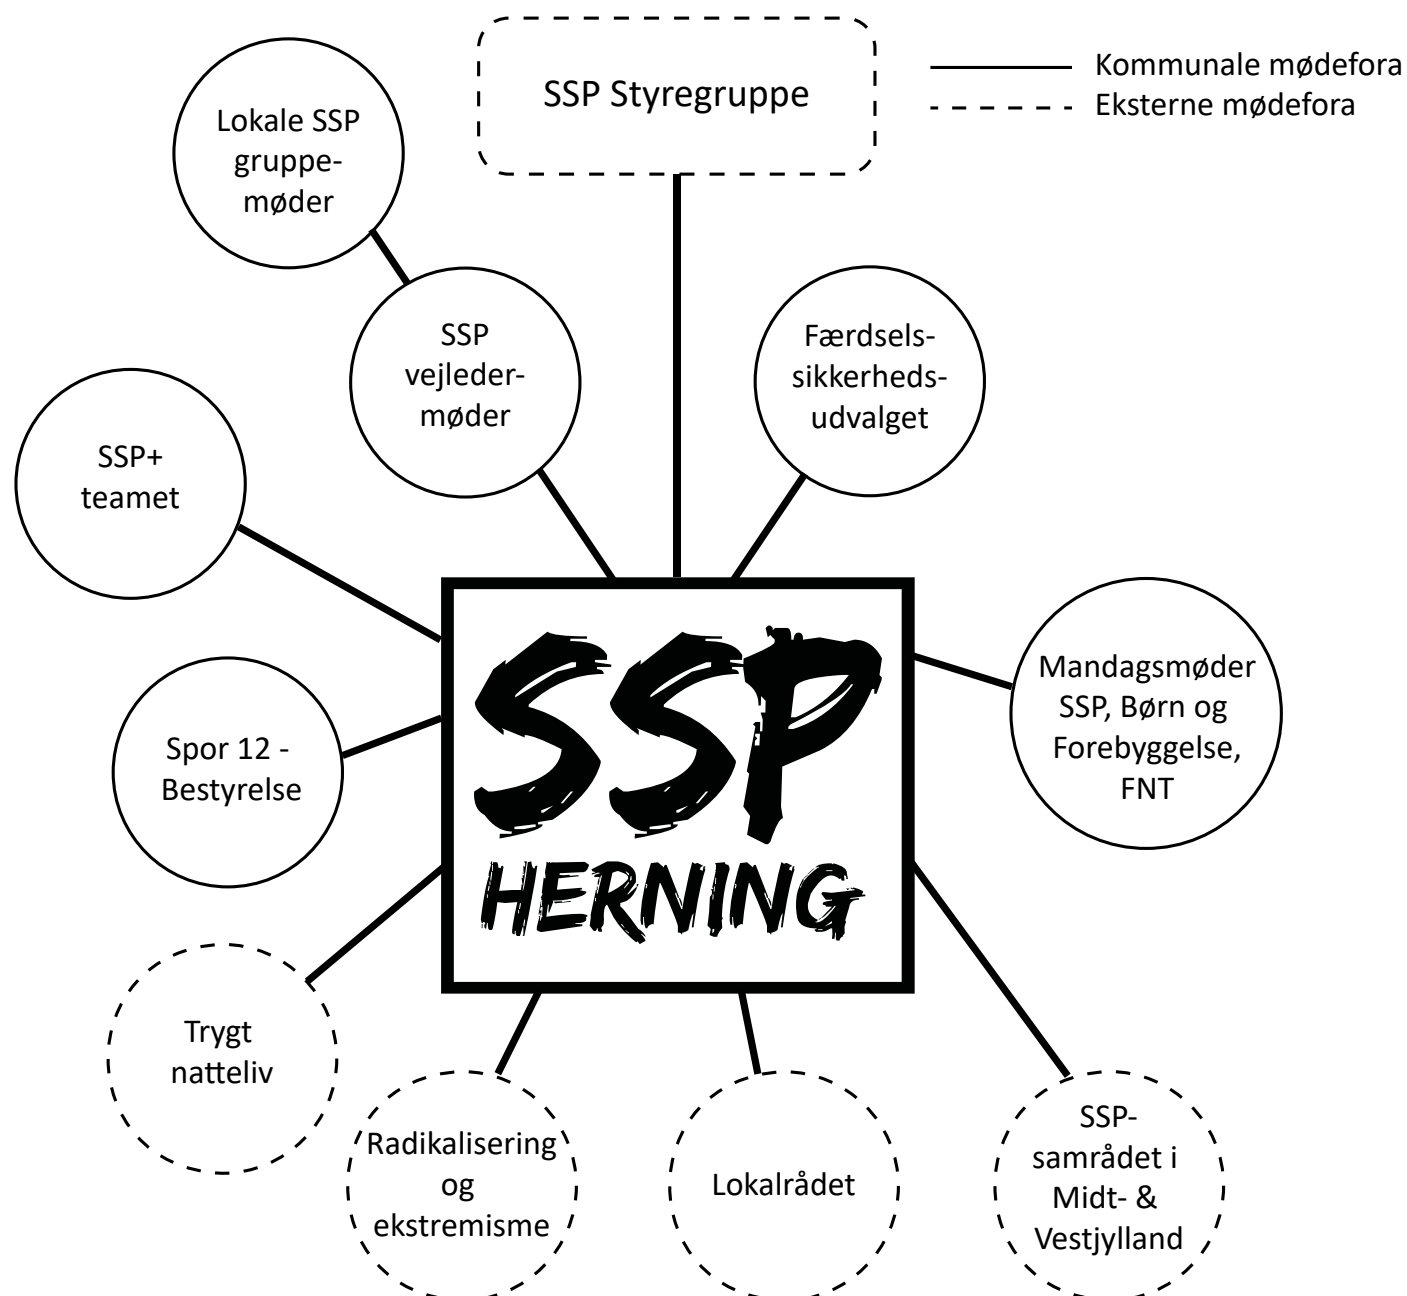 SSP Styregruppe
Kommunale mødefora
Eksterne mødefora
Lokale SSP
gruppe-
møder
SSP
vejleder-
møder
Færdsels-
sikkerheds-
udvalget
SSP+
teamet
SSP
HERNING
Mandagsmøder
SSP, Børn og
Forebyggelse,
FNT
Spor 12 -
Bestyrelse
Trygt
natteliv
Radikalisering
og
ekstremisme
Lokalrådet
SSP-
samrådet i
Midt- &
Vestjylland